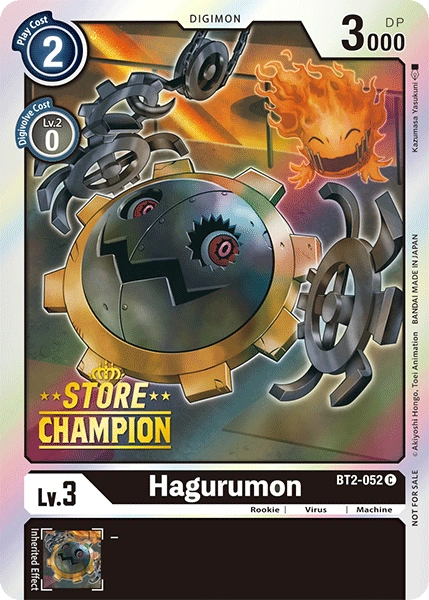 Play Cost
2
DIGIMON
DP
3000
Digivolve Cost
Lv.2
0
Kazumasa Yasukuni
©Akiyoshi Hongo, Toei Animation BANDAI MADE IN JAPAN
NOT FOR SALE
STORE
CHAMPION
Lv.3
Hagurumon
BT2-052 C
Rookie | Virus | Machine
Inherited Effect
-